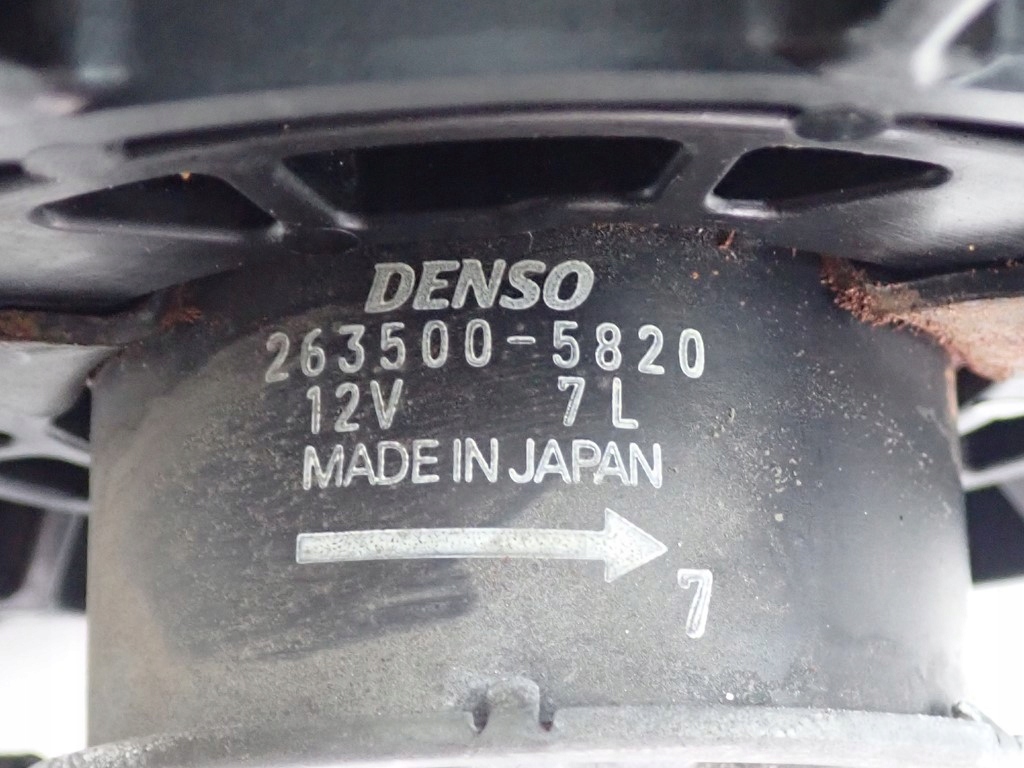 DENSO
263500-5820
12V 7L
MADE IN JAPAN
7